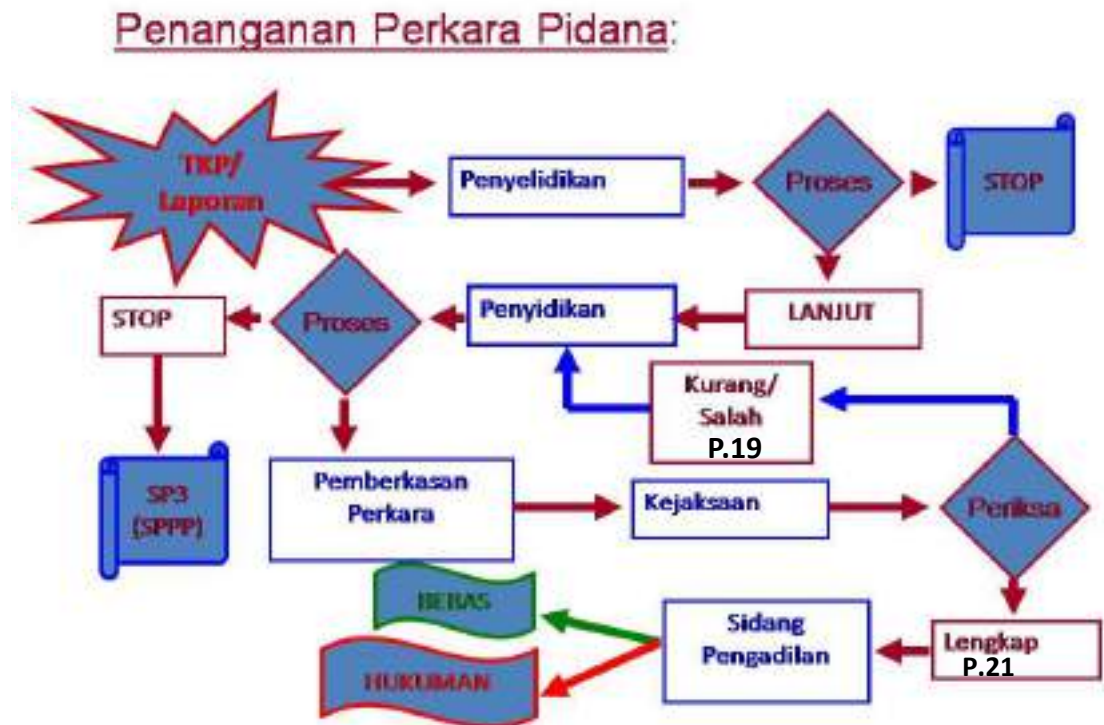 Penanganan Perkara Pidana:
TKP/
Laporan
Penyelidikan
Proses
STOP
STOP
Proses
Penyidikan
LANJUT
Kurang/
Salah
P.19
SP3
(SPPP)
Pemberkasan
Perkara
Kejaksaan
Periksa
BEBAS
HUKUMAN
Sidang
Pengadilan
Lengkap
P.21